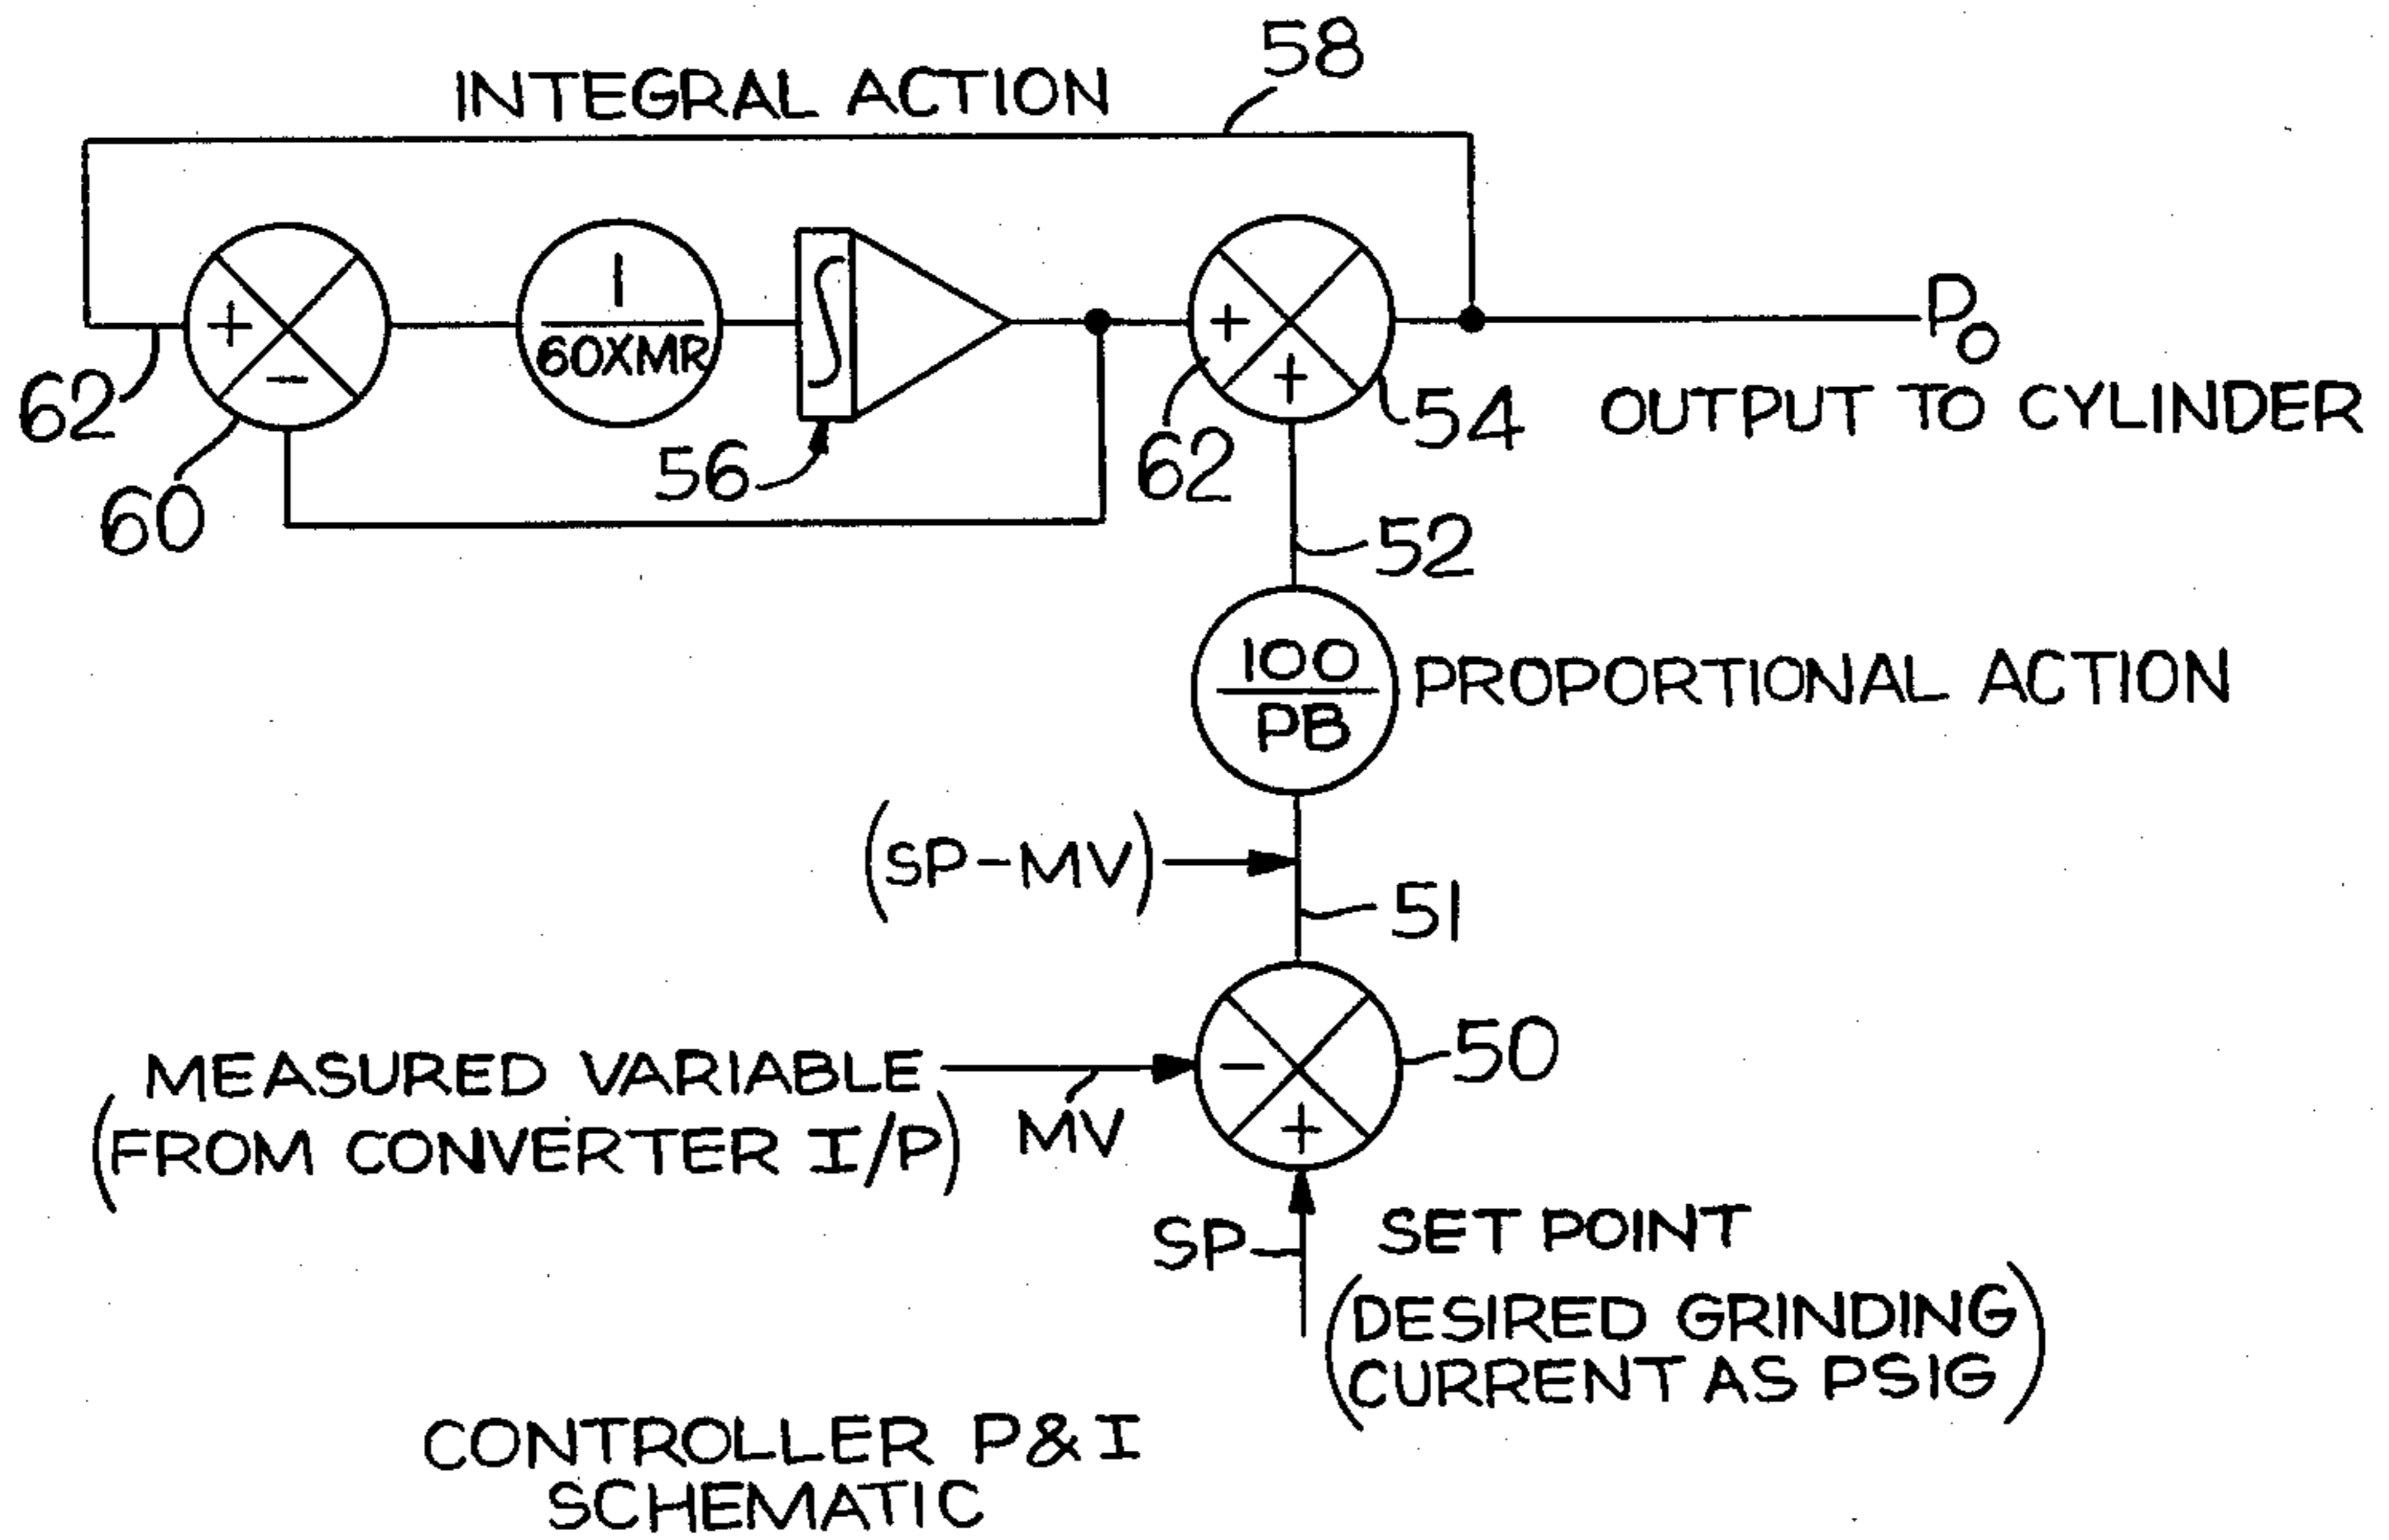 58
INTEGRAL ACTION
+
-
1
60XMR
∫
+
+
P0
62
60
56
62
54
OUTPUT TO CYLINDER
52
100
PB
PROPORTIONAL ACTION
(SP-MV)
51
MEASURED VARIABLE
(FROM CONVERTER I/P)
MV
-
+
50
SP
SET POINT
(DESIRED GRINDING
CURRENT AS PSIG)
CONTROLLER P&I
SCHEMATIC